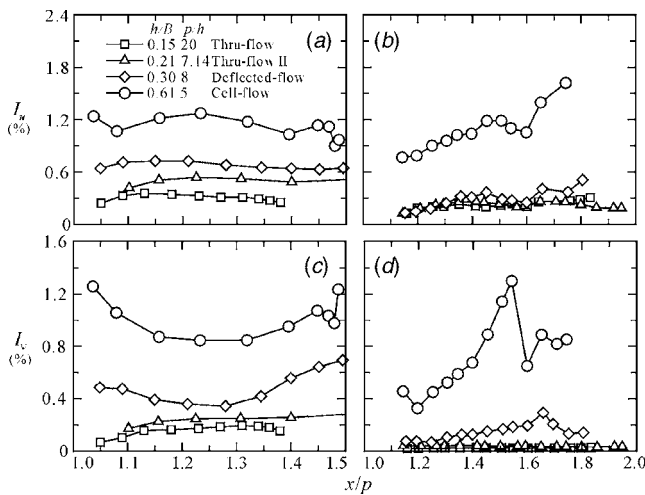 2.4
1.8
1.2
0.6
0
I_u
(%)
h/B p/h
0.15 20 Thru-flow
0.21 7.14 Thru-flow II
0.30 8 Deflected-flow
0.61 5 Cell-flow
(a)
(b)
1.6
1.2
0.8
0.4
0
I_v
(%)
(c)
(d)
1.0 1.1 1.2 1.3 1.4 1.5
1.0 1.2 1.4 1.6 1.8 2.0
x/p